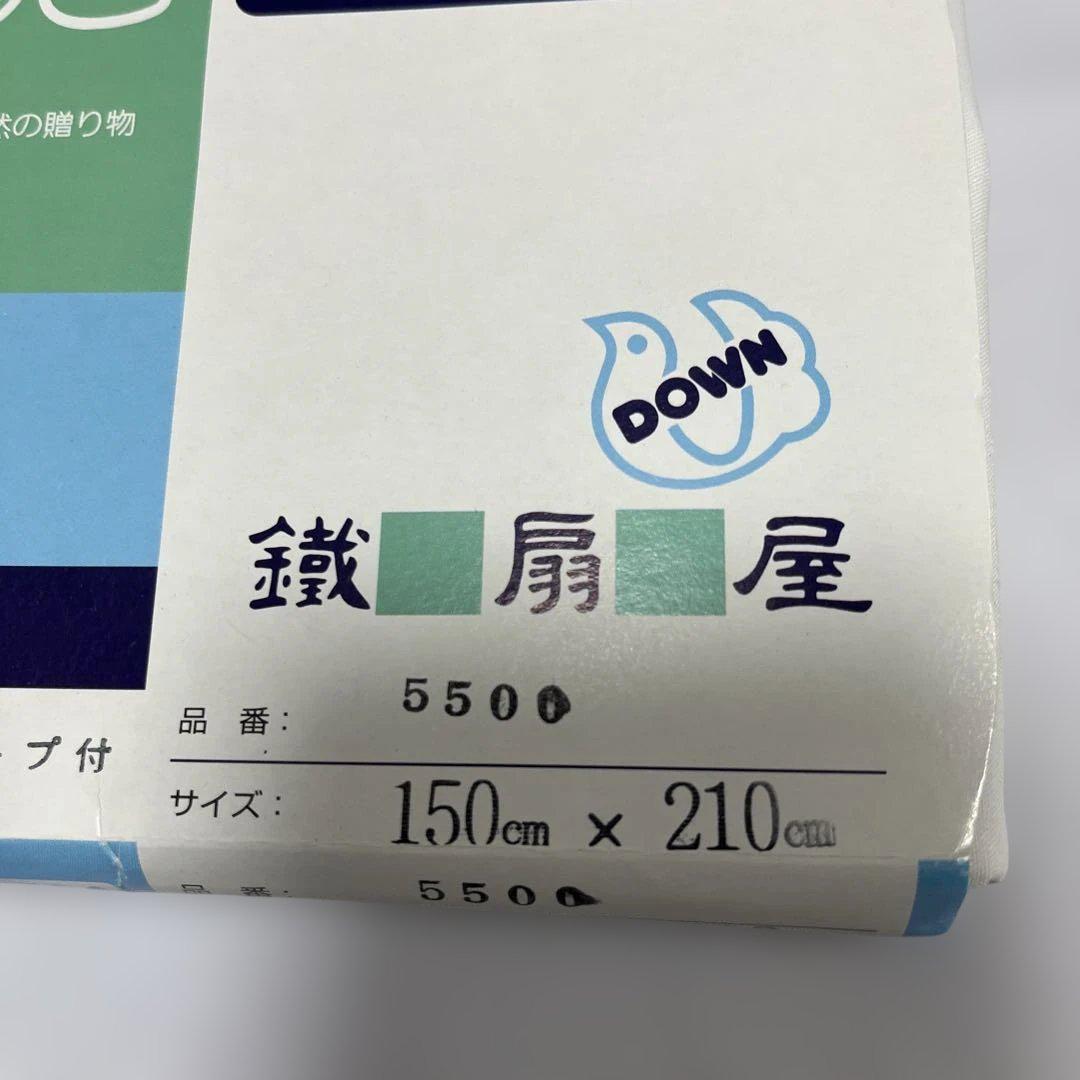 然の贈り物
DOWN
鐵扇屋
品 番： 5500
プ付
サイズ： 150cm × 210cm
品 番： 5500